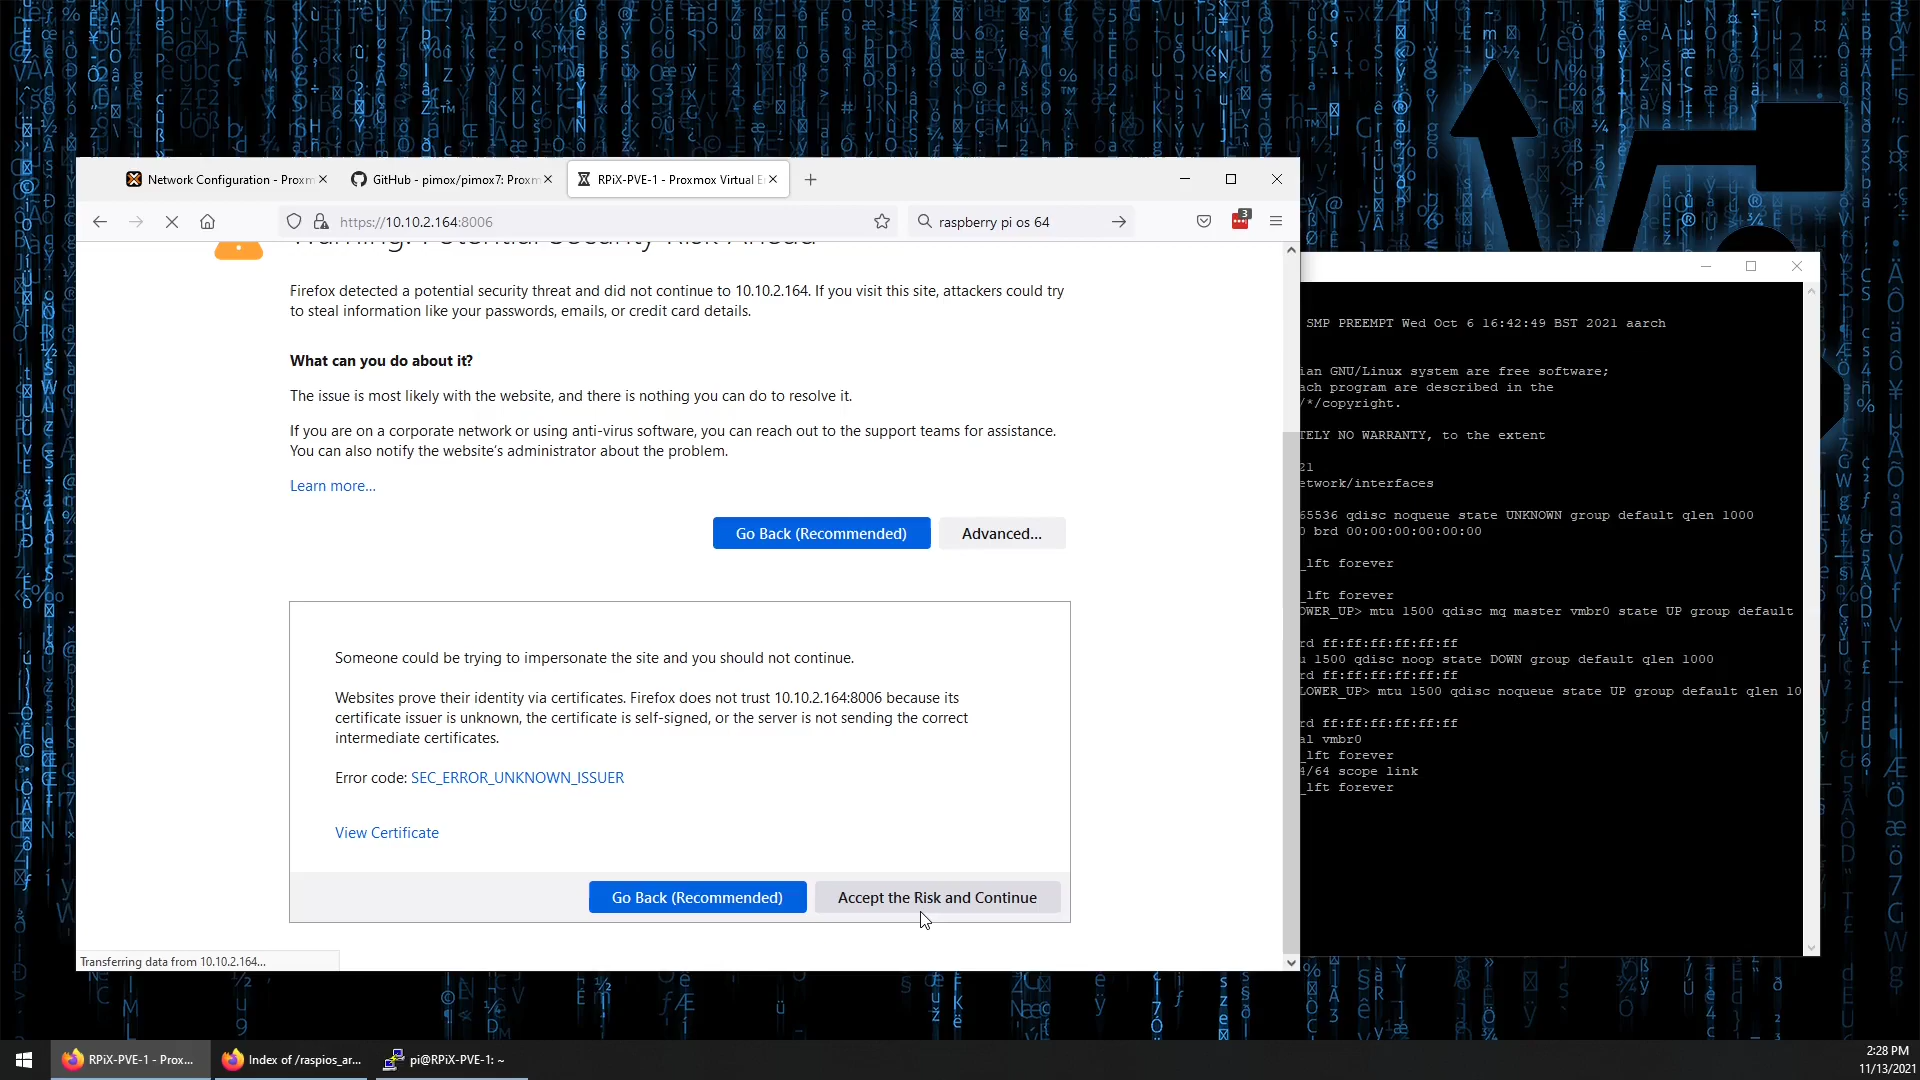 Network Configuration - Proxm
GitHub - pimox/pimox7: Proxm
RPiX-PVE-1 - Proxmox Virtual E
https://10.10.2.164:8006
raspberry pi os 64
3
Warning: Potential Security Risk Ahead
Firefox detected a potential security threat and did not continue to 10.10.2.164. If you visit this site, attackers could try
to steal information like your passwords, emails, or credit card details.
What can you do about it?
The issue is most likely with the website, and there is nothing you can do to resolve it.
If you are on a corporate network or using anti-virus software, you can reach out to the support teams for assistance.
You can also notify the website's administrator about the problem.
Learn more...
Go Back (Recommended)
Advanced...
Someone could be trying to impersonate the site and you should not continue.
Websites prove their identity via certificates. Firefox does not trust 10.10.2.164:8006 because its
certificate issuer is unknown, the certificate is self-signed, or the server is not sending the correct
intermediate certificates.
Error code: SEC_ERROR_UNKNOWN_ISSUER
View Certificate
Go Back (Recommended)
Accept the Risk and Continue
Transferring data from 10.10.2.164...
SMP PREEMPT Wed Oct 6 16:42:49 BST 2021 aarch
ian GNU/Linux system are free software;
ach program are described in the
/*/copyright.
TELY NO WARRANTY, to the extent
21
etwork/interfaces
65536 qdisc noqueue state UNKNOWN group default qlen 1000
0 brd 00:00:00:00:00:00
_lft forever
_lft forever
OWER_UP> mtu 1500 qdisc mq master vmbr0 state UP group default
rd ff:ff:ff:ff:ff:ff
u 1500 qdisc noop state DOWN group default qlen 1000
rd ff:ff:ff:ff:ff:ff
LOWER_UP> mtu 1500 qdisc noqueue state UP group default qlen 10
rd ff:ff:ff:ff:ff:ff
al vmbr0
_lft forever
4/64 scope link
_lft forever
RPiX-PVE-1 - Prox...
Index of /raspios_ar...
pi@RPiX-PVE-1: ~
2:28 PM
11/13/2021